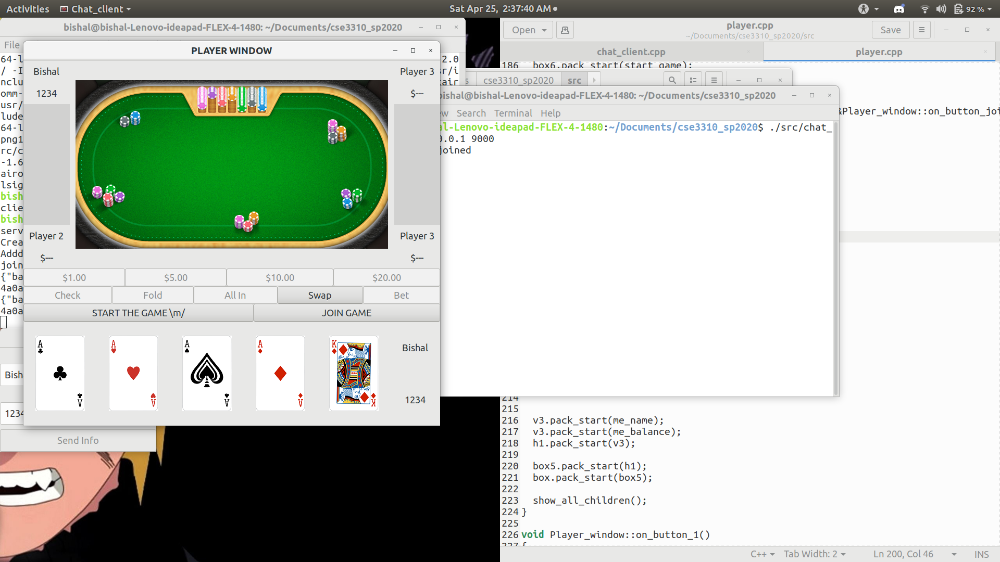 Activities
Chat_client
Sat Apr 25, 2:37:40 AM
92 %
bishal@bishal-Lenovo-ideapad-FLEX-4-1480: ~/Documents/cse3310_sp2020
File
64-l
2.0
/ -I
r/i
nclu
air
omm-
usr/
lude
64-l
png1
rc/c
-1.6
airo
lsig
bish
clie
bish
serv
Crea
Addd
join
{"ba
4a0a
{"ba
4a0a
PLAYER WINDOW
Bishal
Player 3
1234
$---
Player 2
Player 3
$---
$---
$1.00
$5.00
$10.00
$20.00
Check
Fold
All In
Swap
Bet
START THE GAME \m/
JOIN GAME
A
A
A
A
K
Bishal
1234
A
A
A
A
K
Bish
1234
Send Info
s
cse3310_sp2020
src
bishal@bishal-Lenovo-ideapad-FLEX-4-1480: ~/Documents/cse3310_sp2020
ew Search Terminal Help
al-Lenovo-ideapad-FLEX-4-1480:~/Documents/cse3310_sp2020$ ./src/chat_
0.0.1 9000
joined
Open
player.cpp
~/Documents/cse3310_sp2020/src
Save
chat_client.cpp
player.cpp
186 box6.pack_start(start_game);
&Player_window::on_button_joi
214
215
216 v3.pack_start(me_name);
217 v3.pack_start(me_balance);
218 h1.pack_start(v3);
219
220 box5.pack_start(h1);
221 box.pack_start(box5);
222
223 show_all_children();
224 }
225
226 void Player_window::on_button_1()
227 {
C++
Tab Width: 2
Ln 200, Col 46
INS